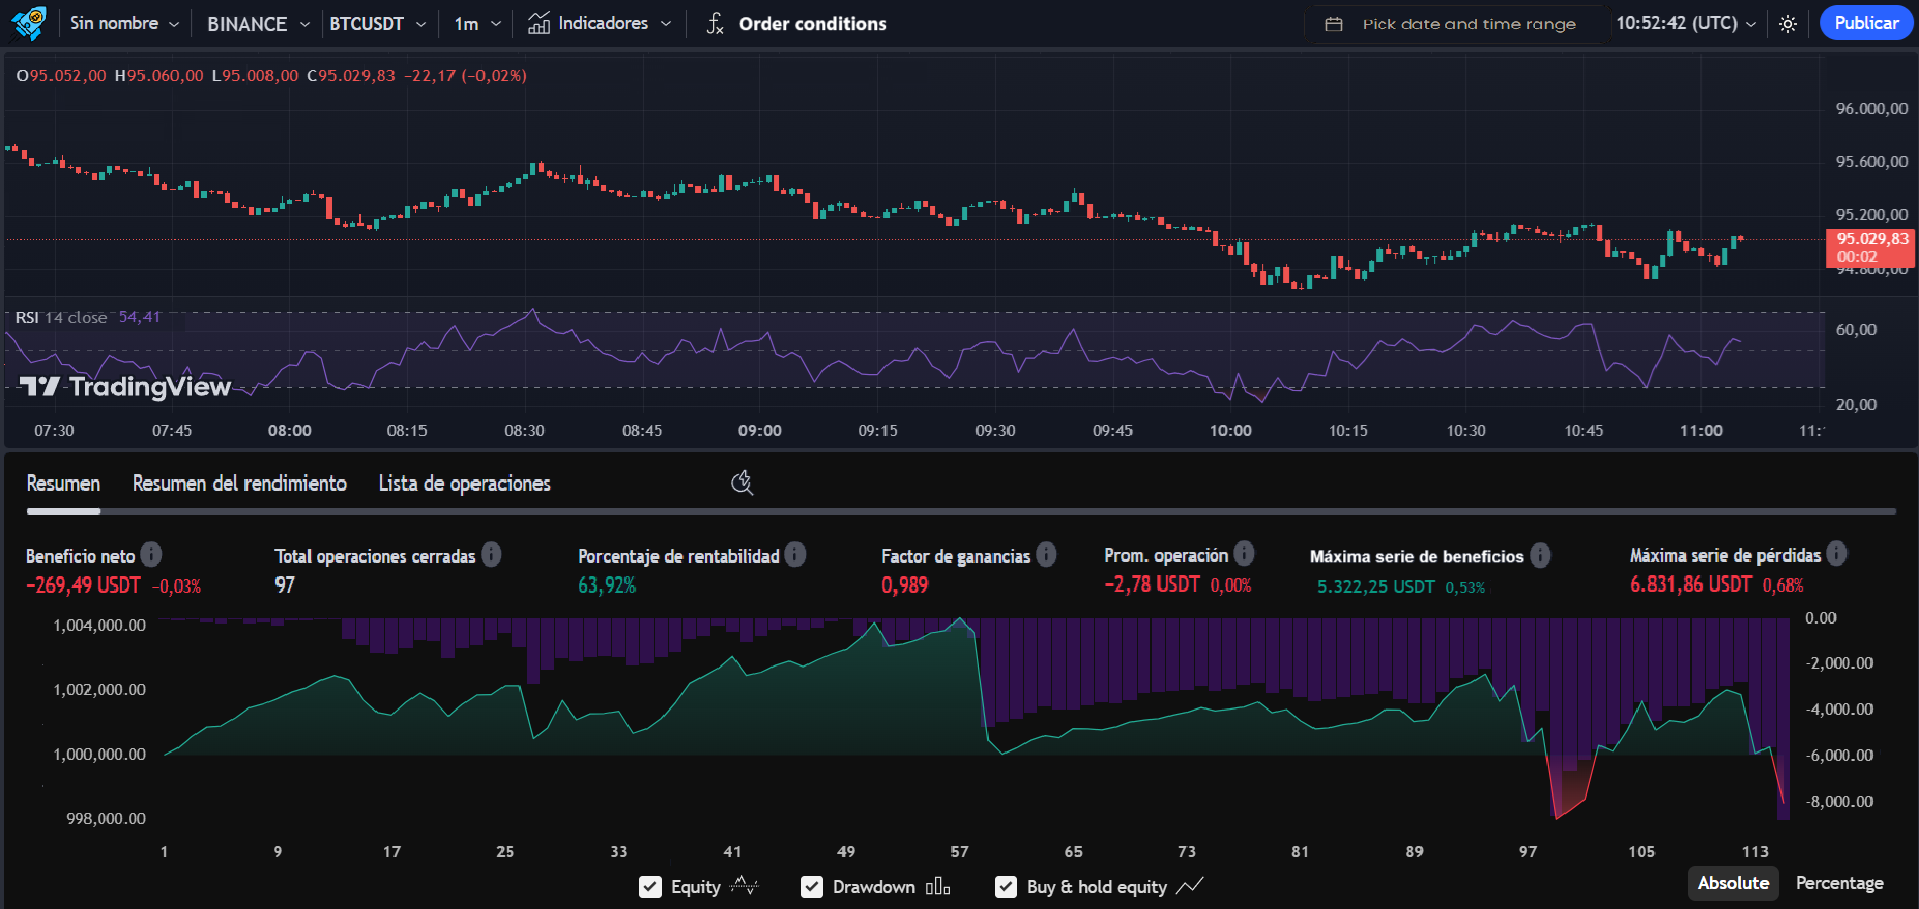 Sin nombre BINANCE BTCUSDT 1m Indicadores Order conditions Pick date and time range 10:52:42 (UTC) Publicar
O95.052,00 H95.060,00 L95.008,00 C95.029,83 -22,17 (-0,02%)
96.000,00
95.600,00
95.200,00
95.029,83
00:02
94.800,00
RSI 14 close 54,41
60,00
TradingView
20,00
07:30 07:45 08:00 08:15 08:30 08:45 09:00 09:15 09:30 09:45 10:00 10:15 10:30 10:45 11:00 11:1
Resumen Resumen del rendimiento Lista de operaciones
Beneficio neto Total operaciones cerradas Porcentaje de rentabilidad Factor de ganancias Prom. operación Máxima serie de beneficios Máxima serie de pérdidas
-269,49 USDT -0,03% 97 63,92% 0,989 -2,78 USDT 0,00% 5.322,25 USDT 0,53% 6.831,86 USDT 0,68%
1,004,000.00 0.00
-2,000.00
1,002,000.00
-4,000.00
1,000,000.00 -6,000.00
-8,000.00
998,000.00
1 9 17 25 33 41 49 57 65 73 81 89 97 105 113
Equity Drawdown Buy & hold equity Absolute Percentage